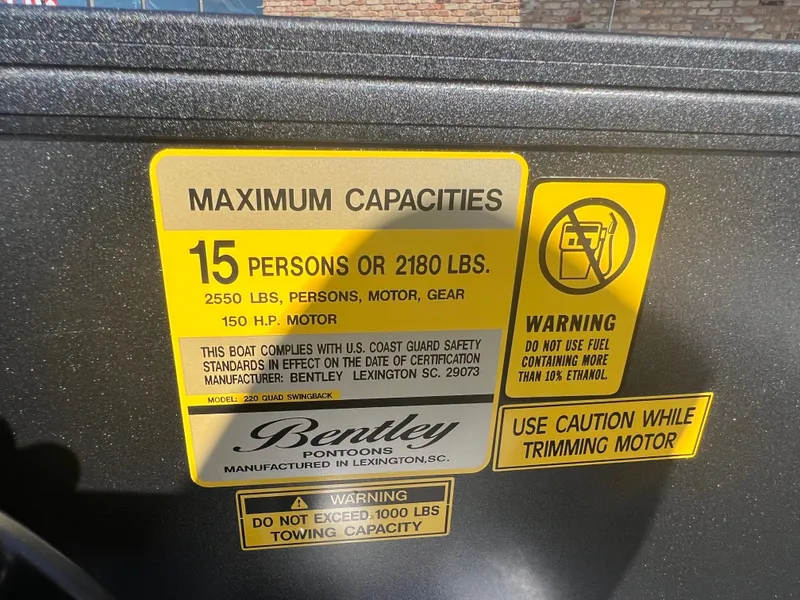 MAXIMUM CAPACITIES
15 PERSONS OR 2180 LBS.
2550 LBS, PERSONS, MOTOR, GEAR
150 H.P. MOTOR
THIS BOAT COMPLIES WITH U.S. COAST GUARD SAFETY
STANDARDS IN EFFECT ON THE DATE OF CERTIFICATION
MANUFACTURER: BENTLEY LEXINGTON SC. 29073
MODEL: 220 QUAD SWINGBACK
Bentley
PONTOONS
MANUFACTURED IN LEXINGTON, SC.
WARNING
DO NOT USE FUEL
CONTAINING MORE
THAN 10% ETHANOL.
USE CAUTION WHILE
TRIMMING MOTOR
WARNING
DO NOT EXCEED 1000 LBS
TOWING CAPACITY